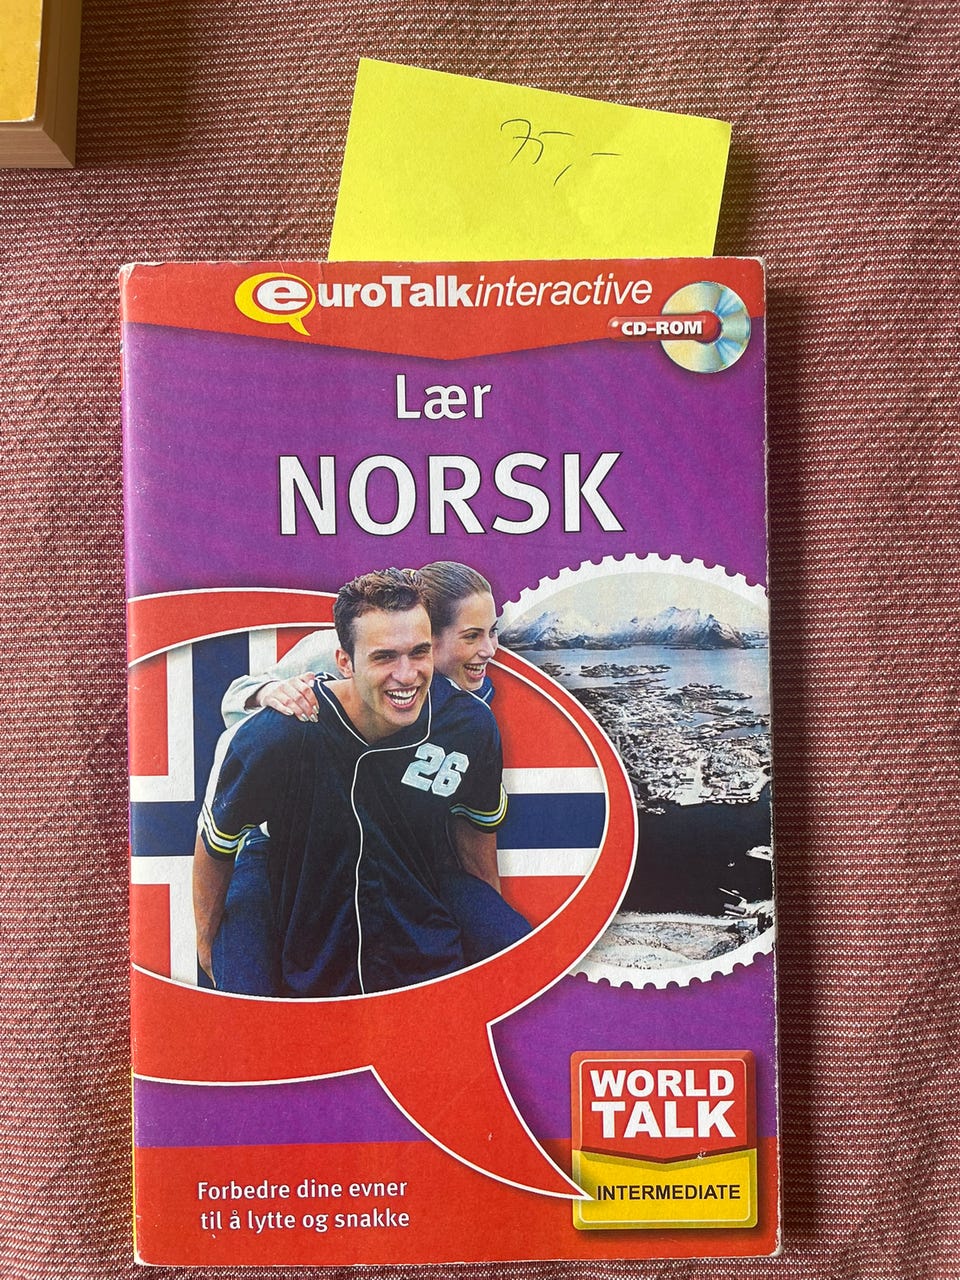 75,-
euroTalkinteractive
CD-ROM
Lær
NORSK
26
WORLD
TALK
INTERMEDIATE
Forbedre dine evner
til å lytte og snakke